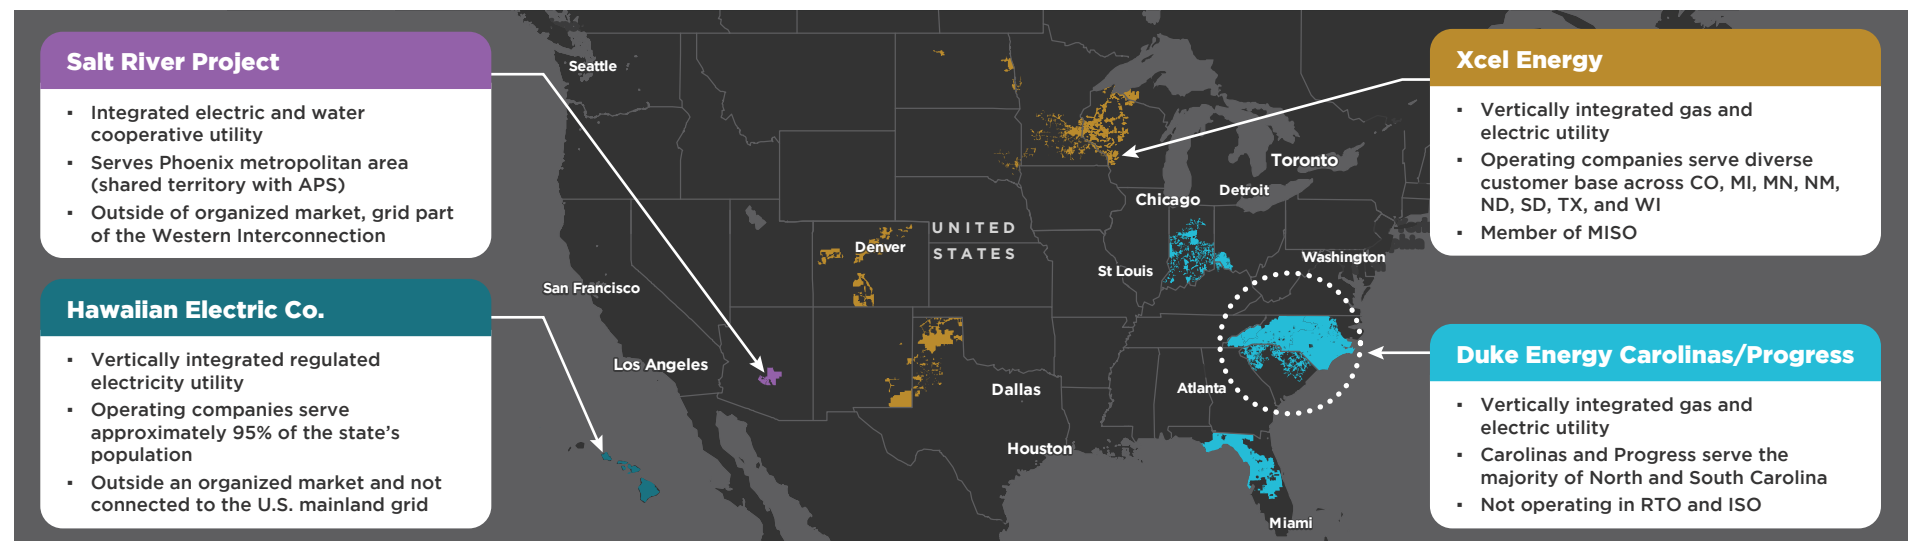 Salt River Project
▪ Integrated electric and water
cooperative utility
▪ Serves Phoenix metropolitan area
(shared territory with APS)
▪ Outside of organized market, grid part
of the Western Interconnection
Hawaiian Electric Co.
▪ Vertically integrated regulated
electricity utility
▪ Operating companies serve
approximately 95% of the state’s
population
▪ Outside an organized market and not
connected to the U.S. mainland grid
Seattle
San Francisco
Los Angeles
Denver
UNITED
STATES
Dallas
Houston
St Louis
Chicago
Detroit
Toronto
Washington
Atlanta
Miami
Xcel Energy
▪ Vertically integrated gas and
electric utility
▪ Operating companies serve diverse
customer base across CO, MI, MN, NM,
ND, SD, TX, and WI
▪ Member of MISO
Duke Energy Carolinas/Progress
▪ Vertically integrated gas and
electric utility
▪ Carolinas and Progress serve the
majority of North and South Carolina
▪ Not operating in RTO and ISO